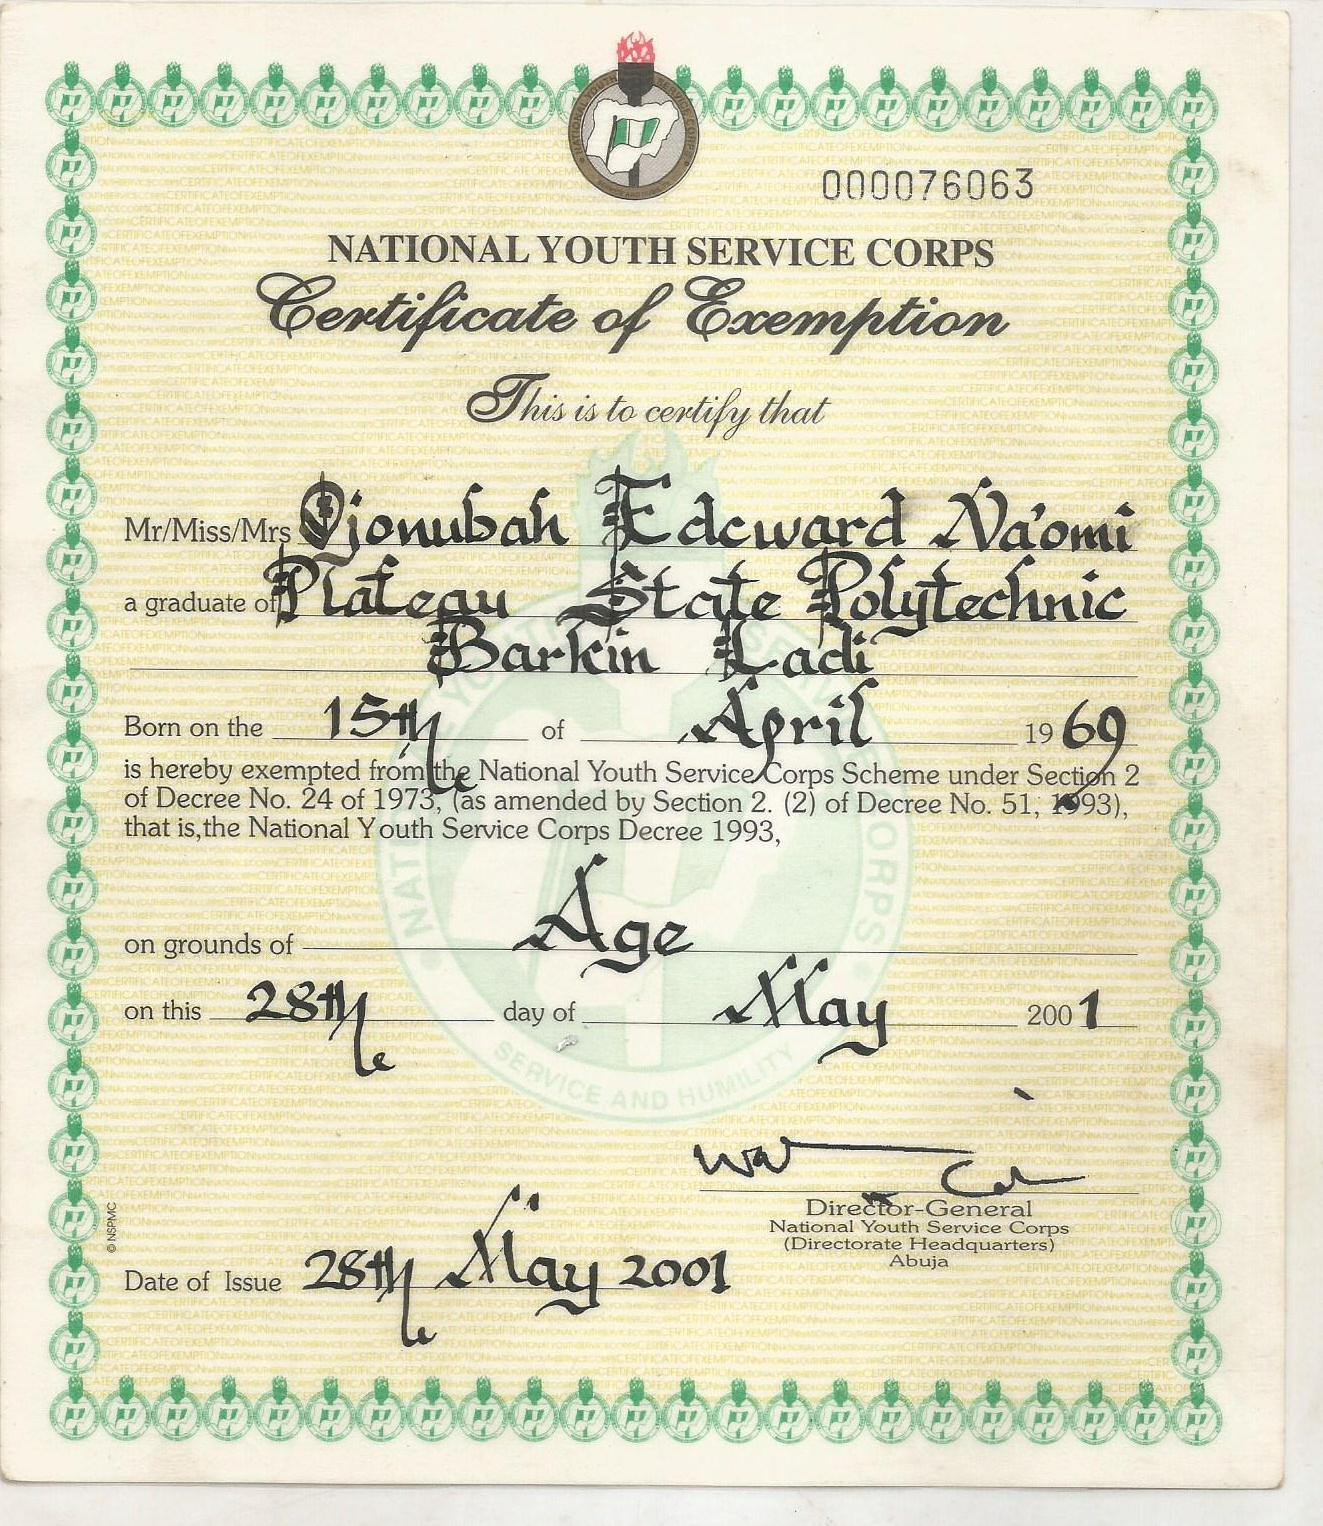 000076063
NATIONAL YOUTH SERVICE CORPS
Certificate of Exemption
This is to certify that
Mr/Miss/Mrs Ojonubah Edcward Na'omi
a graduate of Plateau State Polytechnic
Barkin Ladi
Born on the 15th of April 1969
is hereby exempted from the National Youth Service Corps Scheme under Section 2
of Decree No. 24 of 1973, (as amended by Section 2. (2) of Decree No. 51, 1993),
that is, the National Youth Service Corps Decree 1993,
on grounds of Age
on this 28th day of May 2001
SERVICE AND HUMILITY
Director-General
National Youth Service Corps
(Directorate Headquarters)
Abuja
© NSPMC
Date of Issue 28th May 2001